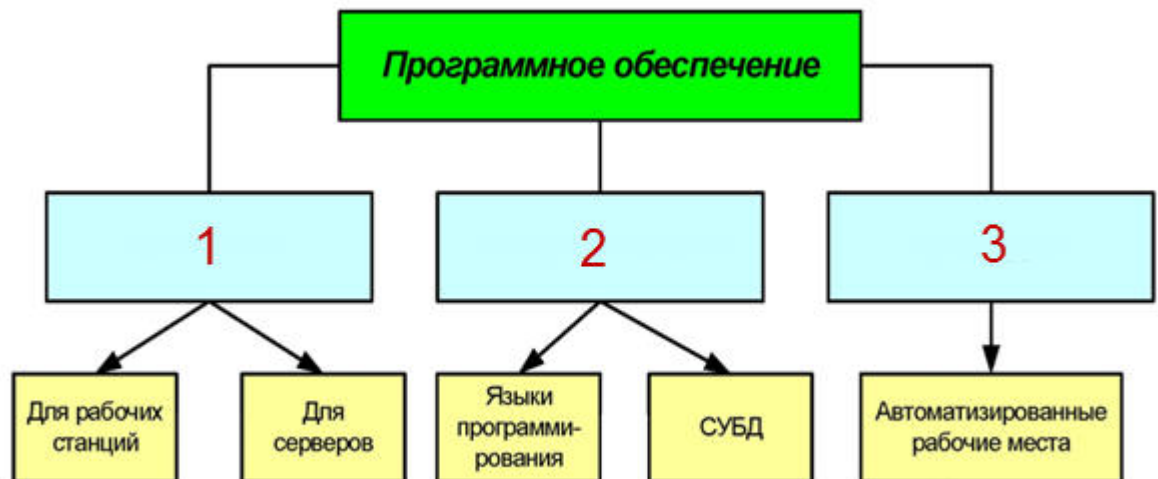 Программное обеспечение
1
2
3
Для рабочих
станций
Для
серверов
Языки
программи-
рования
СУБД
Автоматизированные
рабочие места